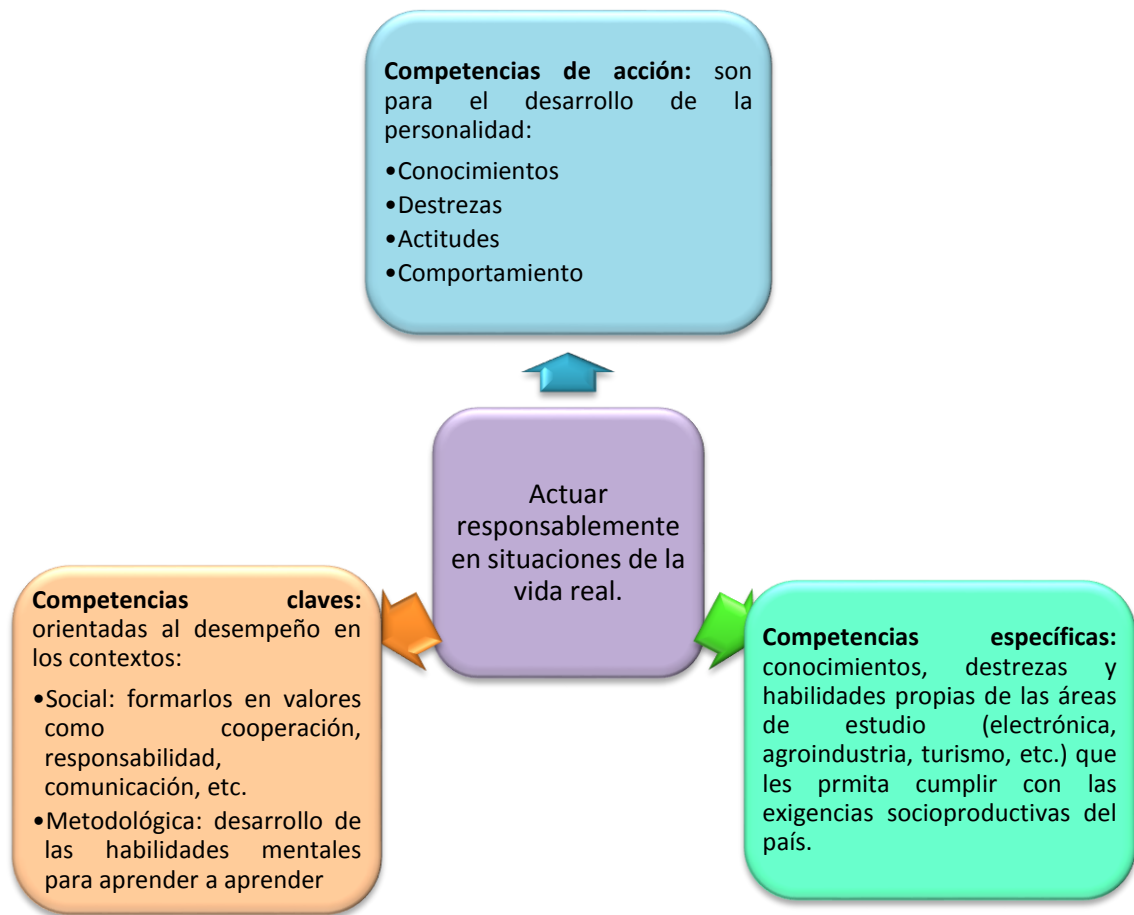 Competencias de acción: son
para el desarrollo de la
personalidad:
•Conocimientos
•Destrezas
•Actitudes
•Comportamiento
Actuar
responsablemente
en situaciones de la
vida real.
Competencias claves:
orientadas al desempeño en
los contextos:
•Social: formarlos en valores
como cooperación,
responsabilidad,
comunicación, etc.
•Metodológica: desarrollo de
las habilidades mentales
para aprender a aprender
Competencias específicas:
conocimientos, destrezas y
habilidades propias de las áreas
de estudio (electrónica,
agroindustria, turismo, etc.) que
les prmita cumplir con las
exigencias socioproductivas del
país.